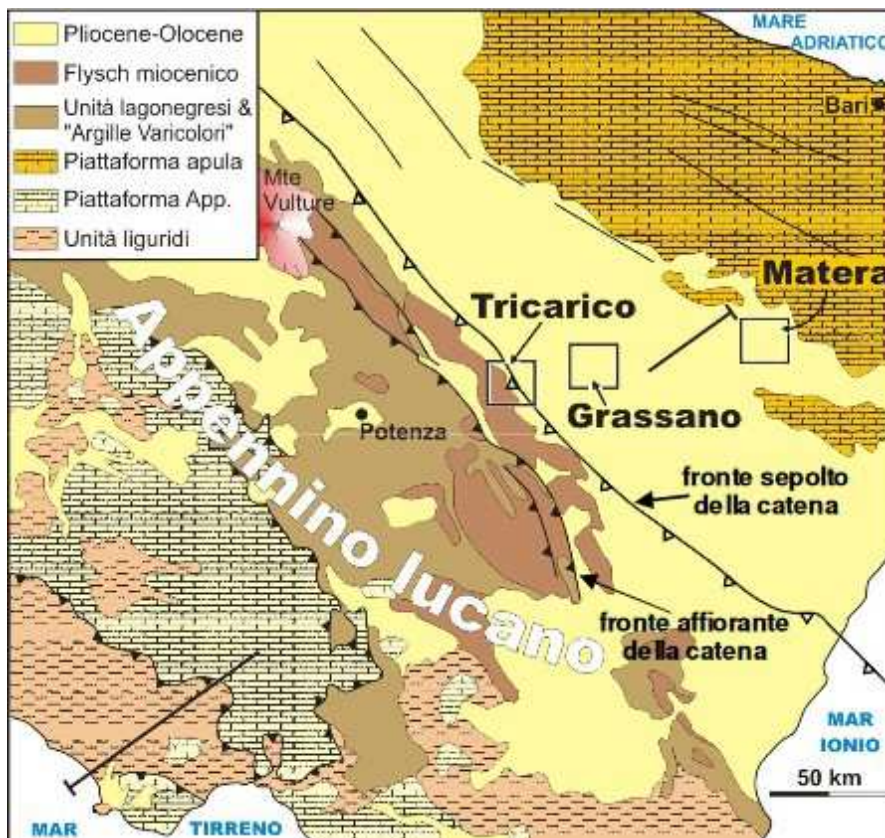 Pliocene-Olocene
Flysch miocenico
Unità lagonegresi &
"Argille Varicolori"
Piattaforma apula
Piattaforma App.
Unità liguridi
MARE
ADRIATICO
Bari
Mte
Vulture
Matera
Tricarico
Grassano
Potenza
Appennino lucano
fronte sepolto
della catena
fronte affiorante
della catena
MAR
IONIO
50 km
MAR
TIRRENO